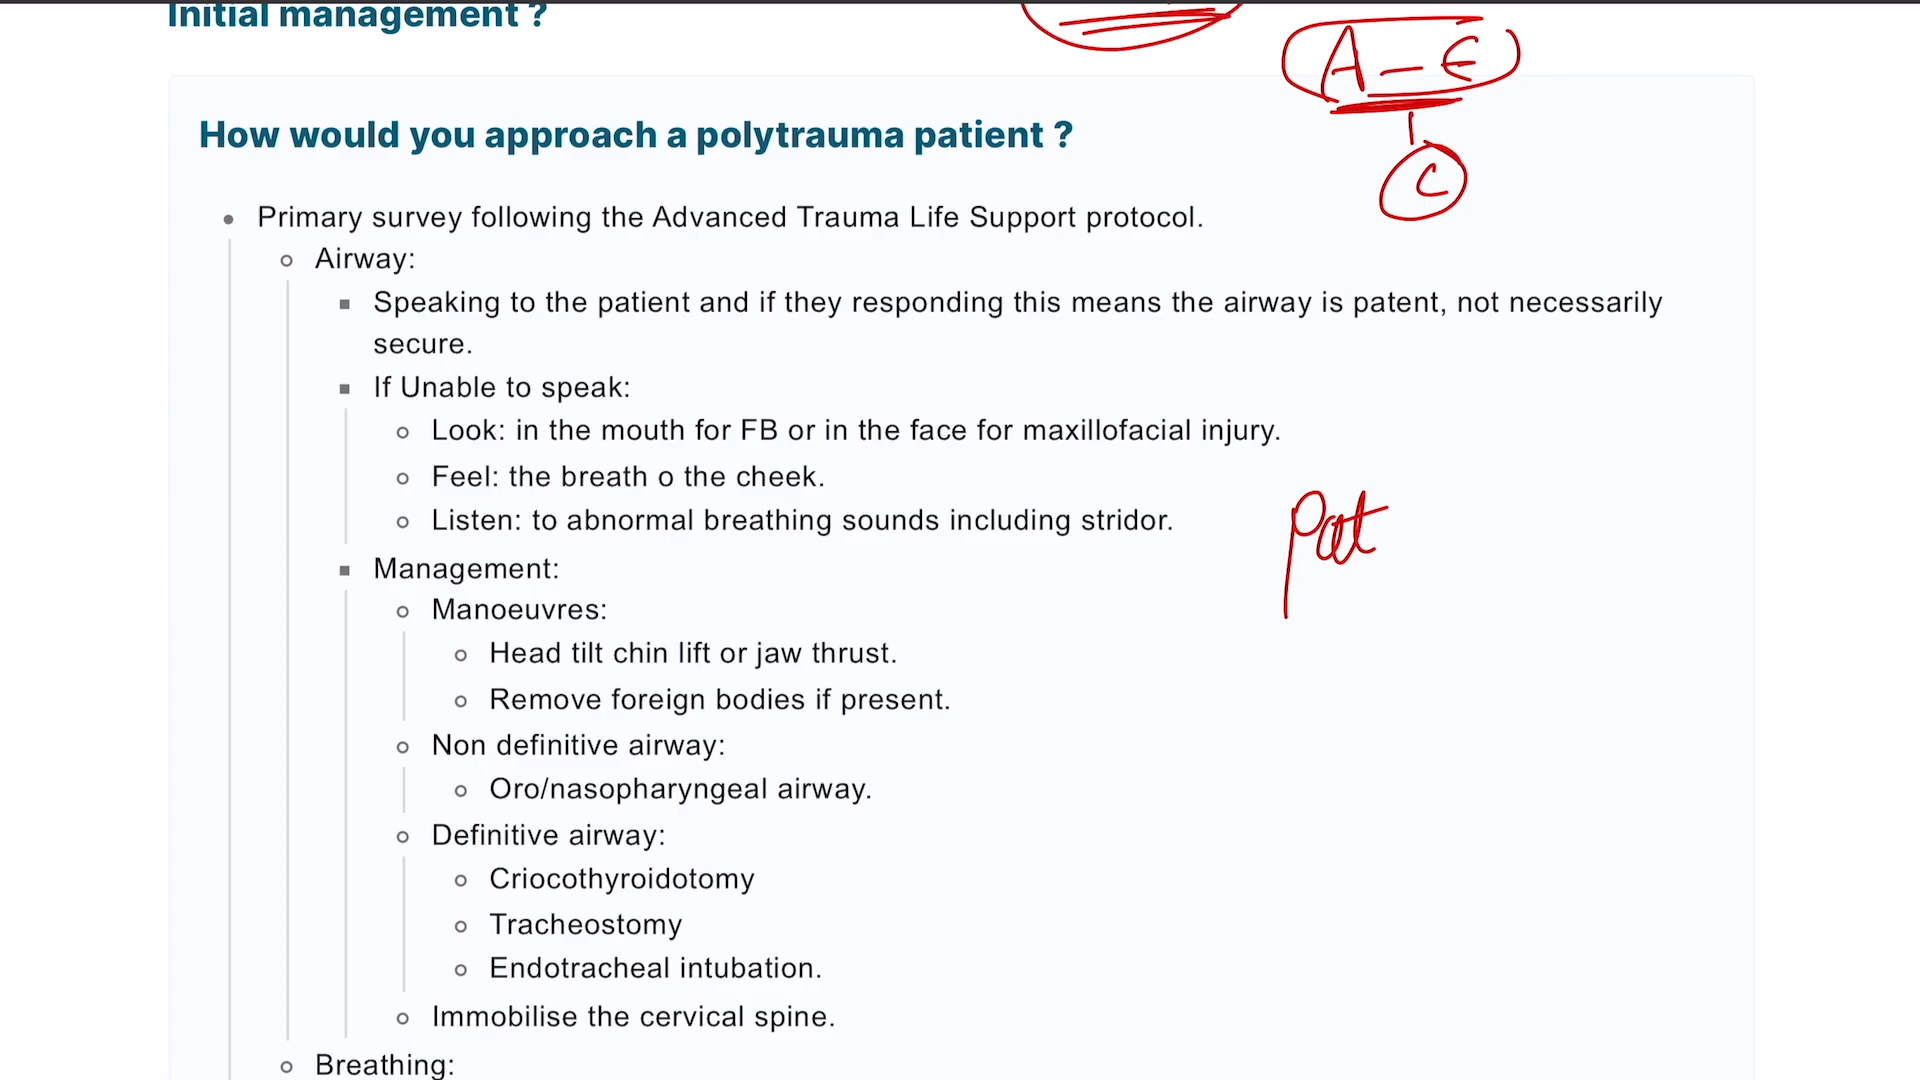 Initial management ?
A - E
C
How would you approach a polytrauma patient ?
Primary survey following the Advanced Trauma Life Support protocol.
Airway:
Speaking to the patient and if they responding this means the airway is patent, not necessarily
secure.
If Unable to speak:
Look: in the mouth for FB or in the face for maxillofacial injury.
Feel: the breath o the cheek.
Listen: to abnormal breathing sounds including stridor.
Pat
Management:
Manoeuvres:
Head tilt chin lift or jaw thrust.
Remove foreign bodies if present.
Non definitive airway:
Oro/nasopharyngeal airway.
Definitive airway:
Criocothyroidotomy
Tracheostomy
Endotracheal intubation.
Immobilise the cervical spine.
Breathing: